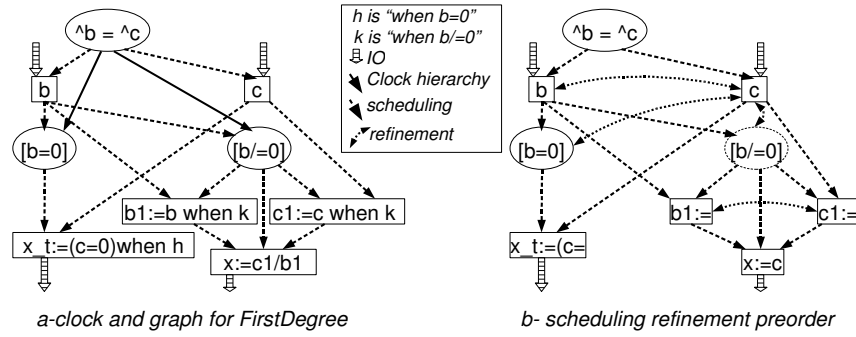 ^b = ^c
b
c
[b=0]
[b/=0]
b1:=b when k
c1:=c when k
x_t:=(c=0)when h
x:=c1/b1
a-clock and graph for FirstDegree
h is “when b=0”
k is “when b/=0”
IO
Clock hierarchy
scheduling
refinement
^b = ^c
b
c
[b=0]
[b/=0]
b1:=
c1:=
x_t:=(c=
x:=c
b- scheduling refinement preorder